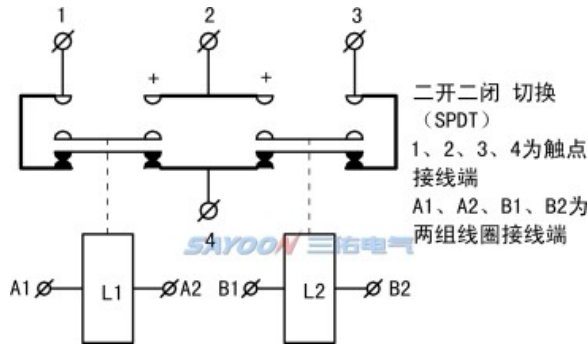 1 2 3
+ +
二开二闭 切换
（SPDT）
1、2、3、4为触点
接线端
A1、A2、B1、B2为
两组线圈接线端
4
SAYOON 三佑电气
A1 L1 A2 B1 L2 B2